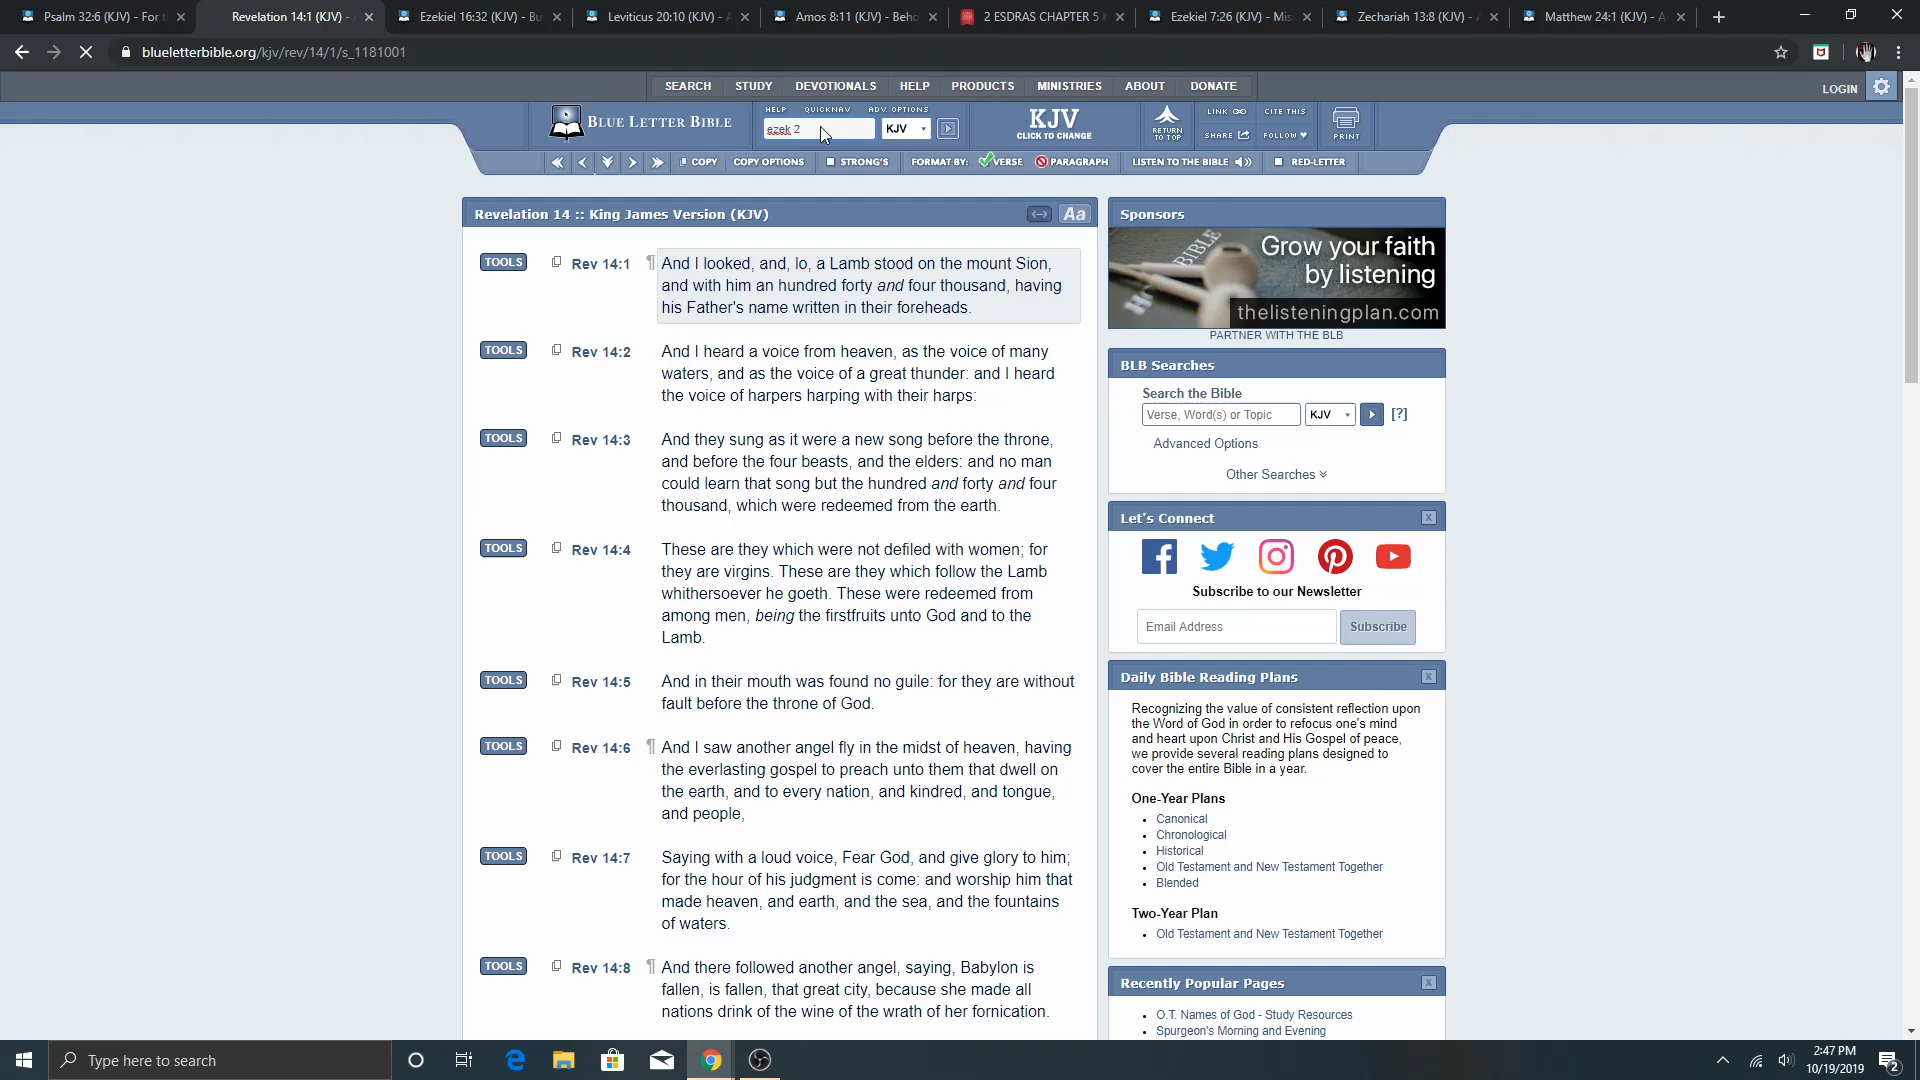 Psalm 32:6 (KJV) - For t
Revelation 14:1 (KJV) -
Ezekiel 16:32 (KJV) - Bu
Leviticus 20:10 (KJV) - A
Amos 8:11 (KJV) - Beho
2 ESDRAS CHAPTER 5
Ezekiel 7:26 (KJV) - Mis
Zechariah 13:8 (KJV) - A
Matthew 24:1 (KJV) - A
blueletterbible.org/kjv/rev/14/1/s_1181001
SEARCH STUDY DEVOTIONALS HELP PRODUCTS MINISTRIES ABOUT DONATE
LOGIN
BLUE LETTER BIBLE
HELP QUICKNAV ADV. OPTIONS
ezek 2 KJV
KJV
CLICK TO CHANGE
RETURN
TO TOP
LINK CITE THIS
SHARE FOLLOW
PRINT
COPY COPY OPTIONS STRONG'S FORMAT BY: VERSE PARAGRAPH LISTEN TO THE BIBLE RED-LETTER
Revelation 14 :: King James Version (KJV)
Aa
TOOLS Rev 14:1 ¶ And I looked, and, lo, a Lamb stood on the mount Sion,
and with him an hundred forty and four thousand, having
his Father's name written in their foreheads.
TOOLS Rev 14:2 And I heard a voice from heaven, as the voice of many
waters, and as the voice of a great thunder: and I heard
the voice of harpers harping with their harps:
TOOLS Rev 14:3 And they sung as it were a new song before the throne,
and before the four beasts, and the elders: and no man
could learn that song but the hundred and forty and four
thousand, which were redeemed from the earth.
TOOLS Rev 14:4 These are they which were not defiled with women; for
they are virgins. These are they which follow the Lamb
whithersoever he goeth. These were redeemed from
among men, being the firstfruits unto God and to the
Lamb.
TOOLS Rev 14:5 And in their mouth was found no guile: for they are without
fault before the throne of God.
TOOLS Rev 14:6 ¶ And I saw another angel fly in the midst of heaven, having
the everlasting gospel to preach unto them that dwell on
the earth, and to every nation, and kindred, and tongue,
and people,
TOOLS Rev 14:7 Saying with a loud voice, Fear God, and give glory to him;
for the hour of his judgment is come: and worship him that
made heaven, and earth, and the sea, and the fountains
of waters.
TOOLS Rev 14:8 ¶ And there followed another angel, saying, Babylon is
fallen, is fallen, that great city, because she made all
nations drink of the wine of the wrath of her fornication.
Sponsors
BIBLE
Grow your faith
by listening
thelisteningplan.com
PARTNER WITH THE BLB
BLB Searches
Search the Bible
Verse, Word(s) or Topic KJV [?]
Advanced Options
Other Searches
Let's Connect X
Subscribe to our Newsletter
Email Address Subscribe
Daily Bible Reading Plans X
Recognizing the value of consistent reflection upon
the Word of God in order to refocus one's mind
and heart upon Christ and His Gospel of peace,
we provide several reading plans designed to
cover the entire Bible in a year.
One-Year Plans
Canonical
Chronological
Historical
Old Testament and New Testament Together
Blended
Two-Year Plan
Old Testament and New Testament Together
Recently Popular Pages X
O.T. Names of God - Study Resources
Spurgeon's Morning and Evening
Type here to search
2:47 PM
10/19/2019
2